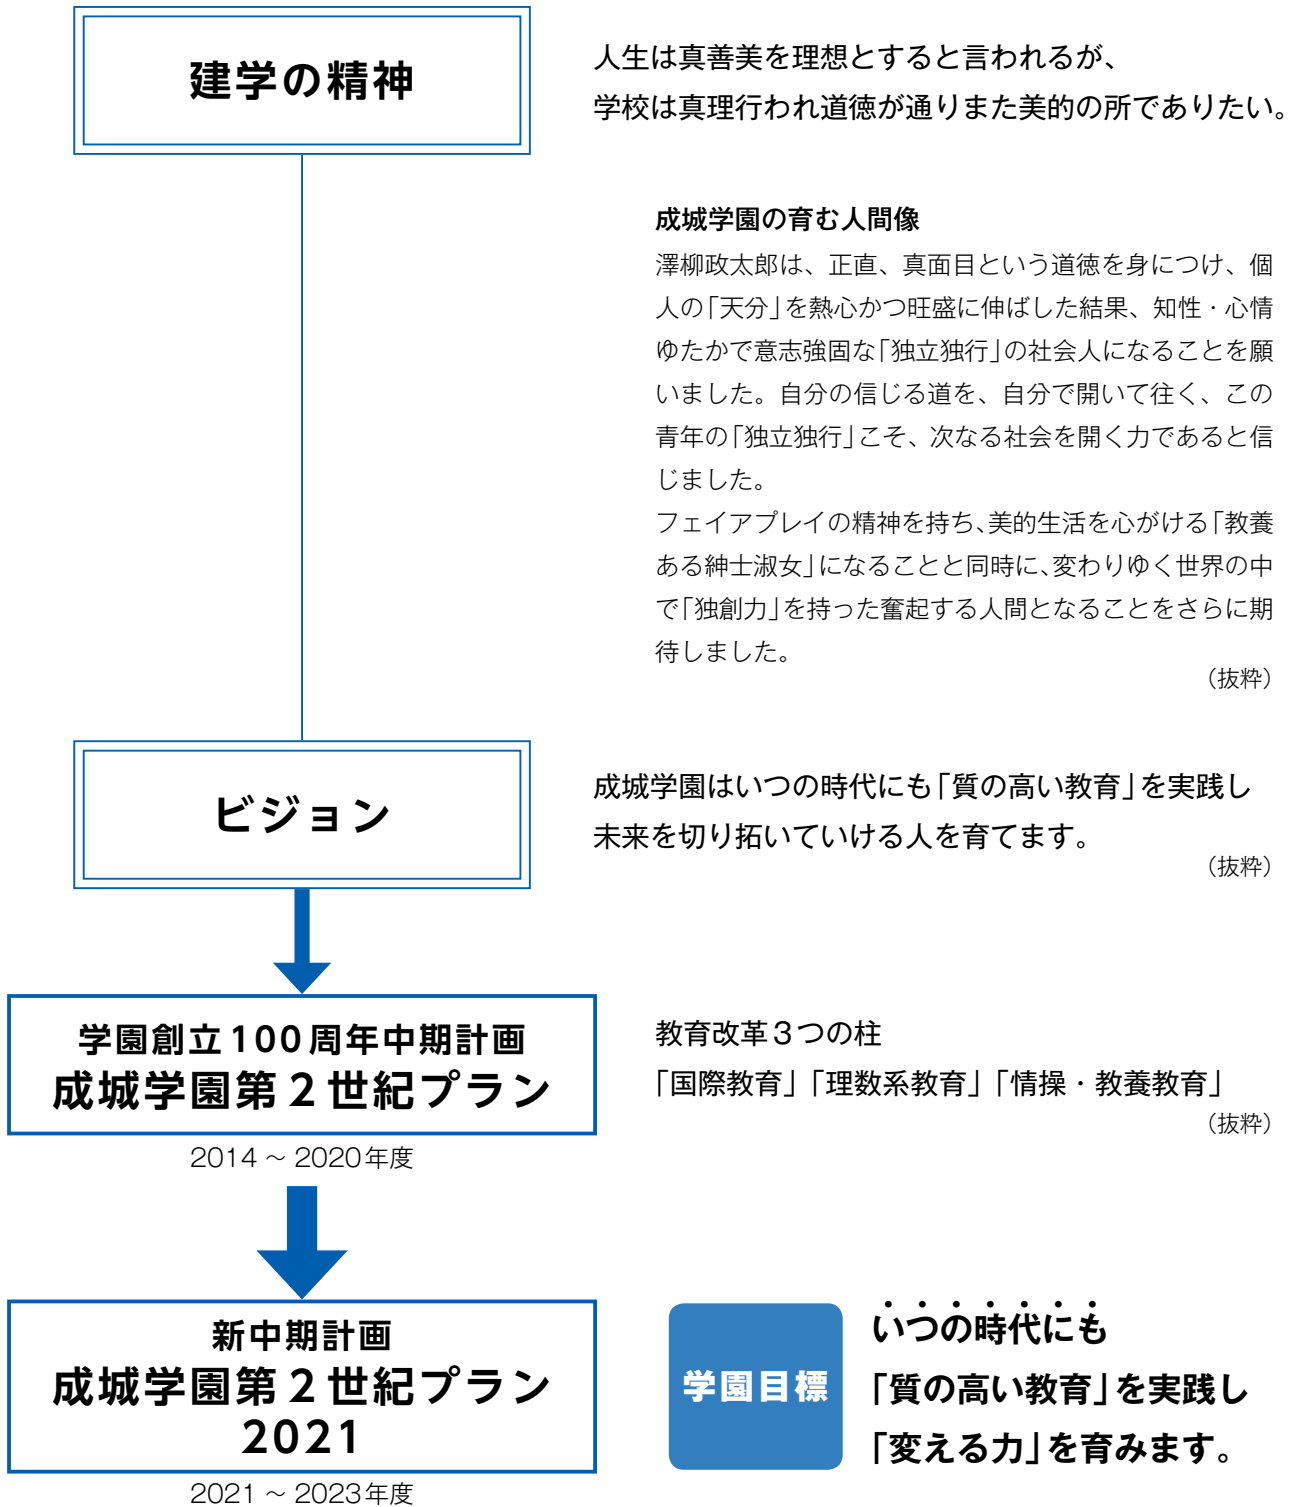 建学の精神
人生は真善美を理想とすると言われるが、
学校は真理行われ道徳が通りまた美的の所でありたい。
成城学園の育む人間像
澤柳政太郎は、正直、真面目という道徳を身につけ、個
人の「天分」を熱心かつ旺盛に伸ばした結果、知性・心情
ゆたかで意志強固な「独立独行」の社会人になることを願
いました。自分の信じる道を、自分で開いて往く、この
青年の「独立独行」こそ、次なる社会を開く力であると信
じました。
フェイアプレイの精神を持ち、美的生活を心がける「教養
ある紳士淑女」になることと同時に、変わりゆく世界の中
で「独創力」を持った奮起する人間となることをさらに期
待しました。
（抜粋）
ビジョン
成城学園はいつの時代にも「質の高い教育」を実践し
未来を切り拓いていける人を育てます。
（抜粋）
学園創立100周年中期計画
成城学園第2世紀プラン
2014～2020年度
教育改革3つの柱
「国際教育」「理数系教育」「情操・教養教育」
（抜粋）
新中期計画
成城学園第2世紀プラン
2021
2021～2023年度
学園目標
いつの時代にも
「質の高い教育」を実践し
「変える力」を育みます。